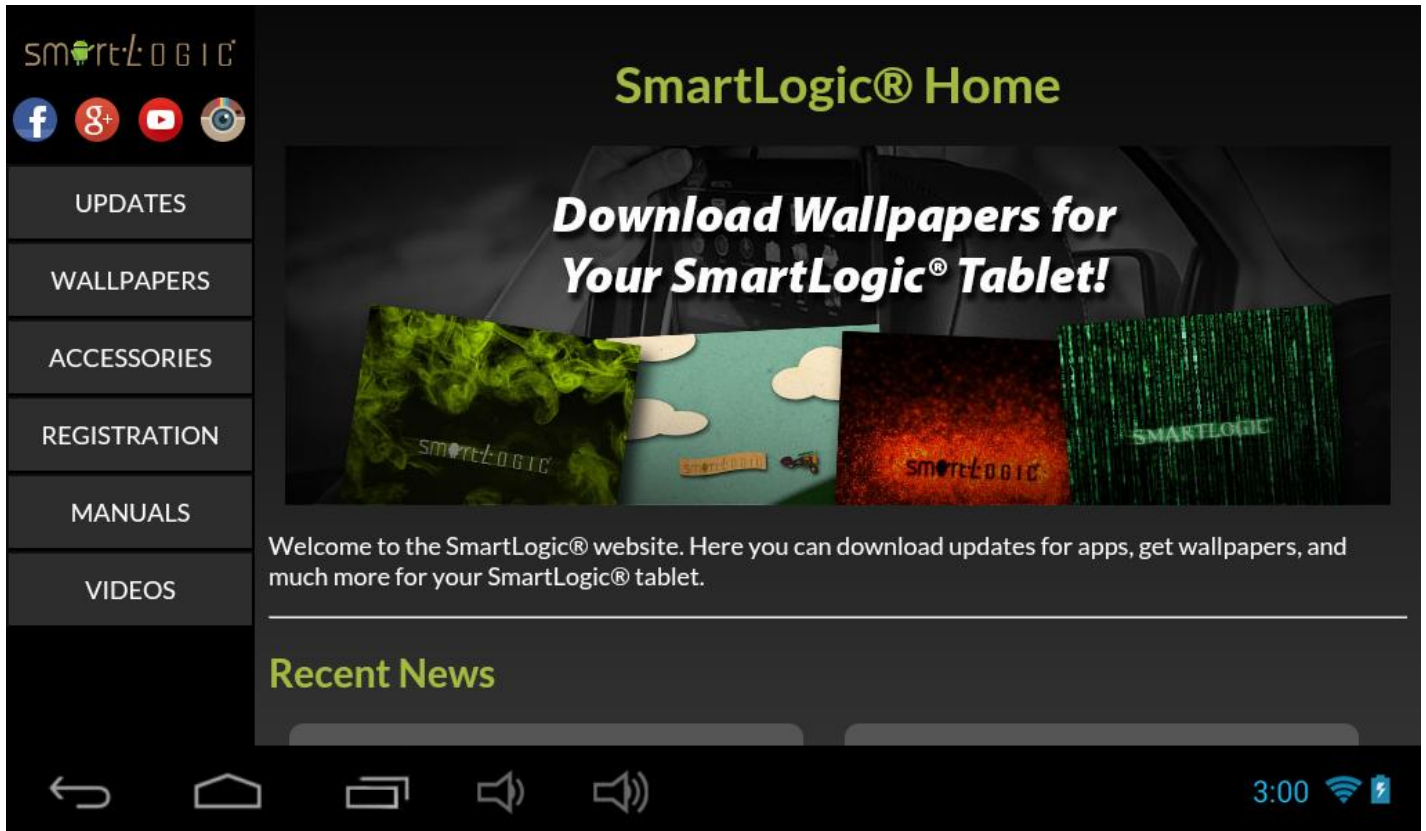 smartLOGIC
SmartLogic® Home
f g+
UPDATES
WALLPAPERS
ACCESSORIES
REGISTRATION
MANUALS
VIDEOS
Download Wallpapers for
Your SmartLogic® Tablet!
smartLOGIC
smartLOGIC
smartLOGIC
SMARTLOGIC
Welcome to the SmartLogic® website. Here you can download updates for apps, get wallpapers, and
much more for your SmartLogic® tablet.
Recent News
3:00